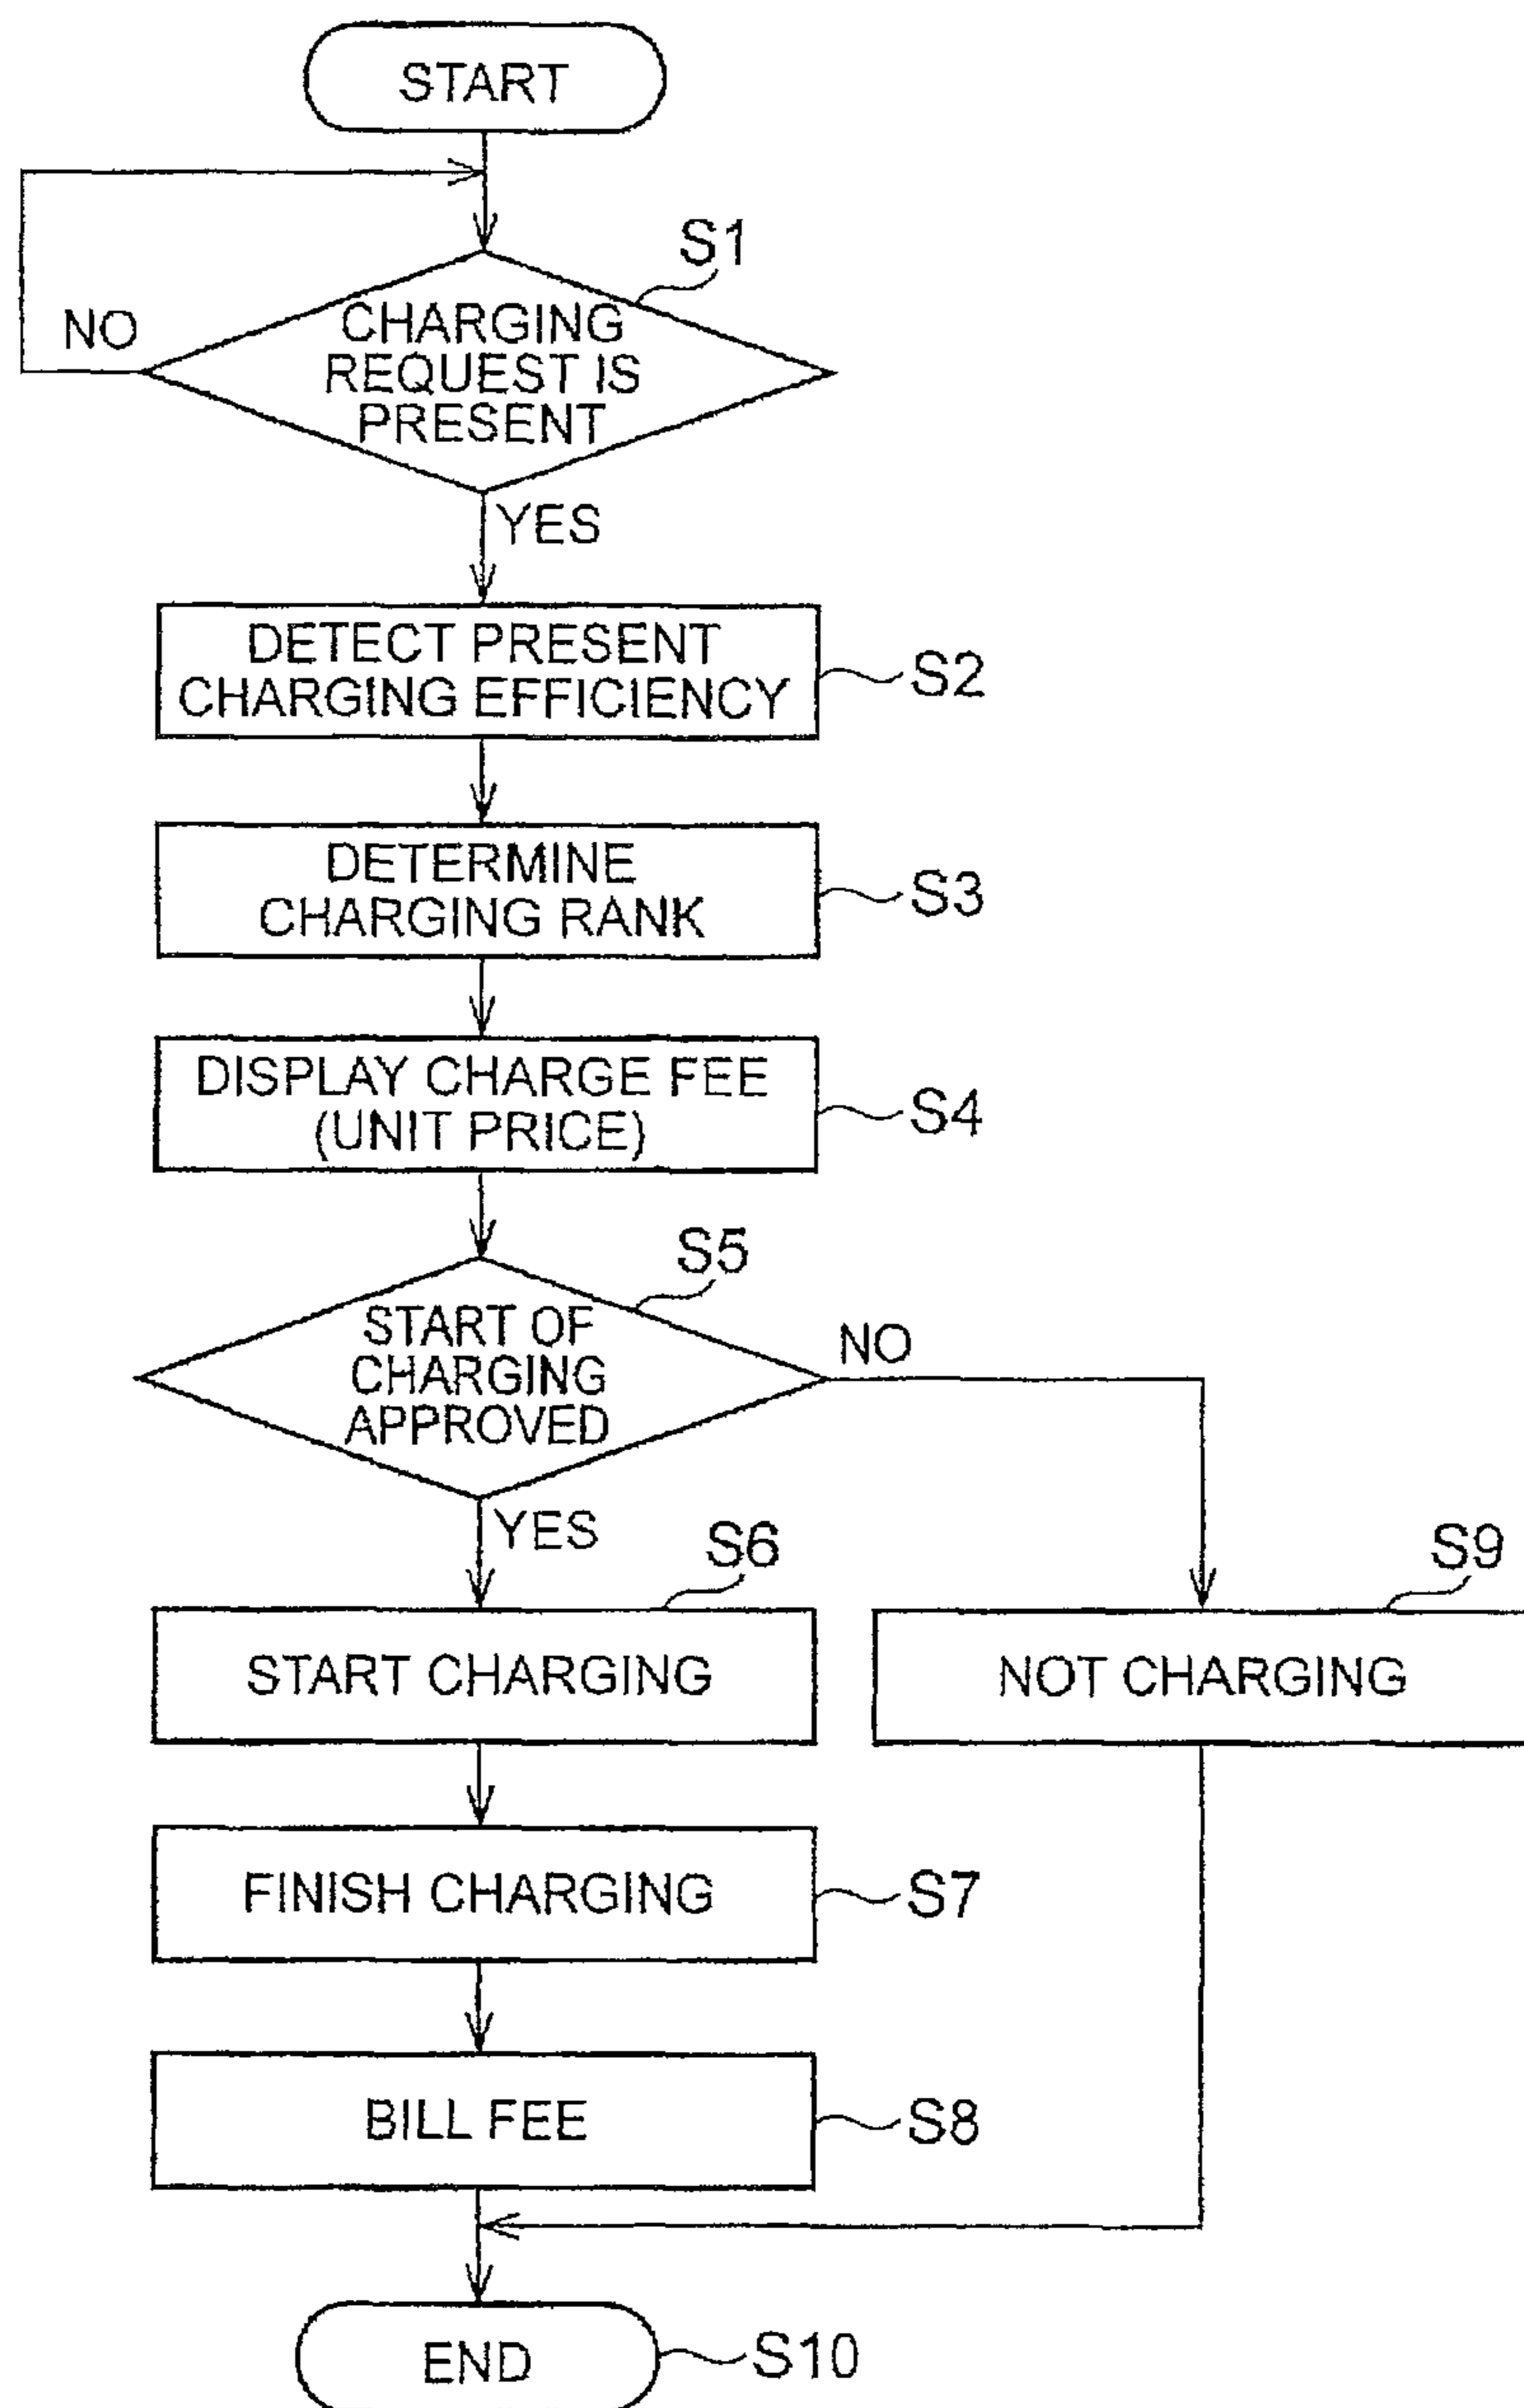 START
S1
NO
CHARGING
REQUEST IS
PRESENT
YES
DETECT PRESENT
CHARGING EFFICIENCY
S2
DETERMINE
CHARGING RANK
S3
DISPLAY CHARGE FEE
(UNIT PRICE)
S4
S5
START OF
CHARGING
APPROVED
NO
YES
S6
S9
START CHARGING
NOT CHARGING
FINISH CHARGING
S7
BILL FEE
S8
END
S10